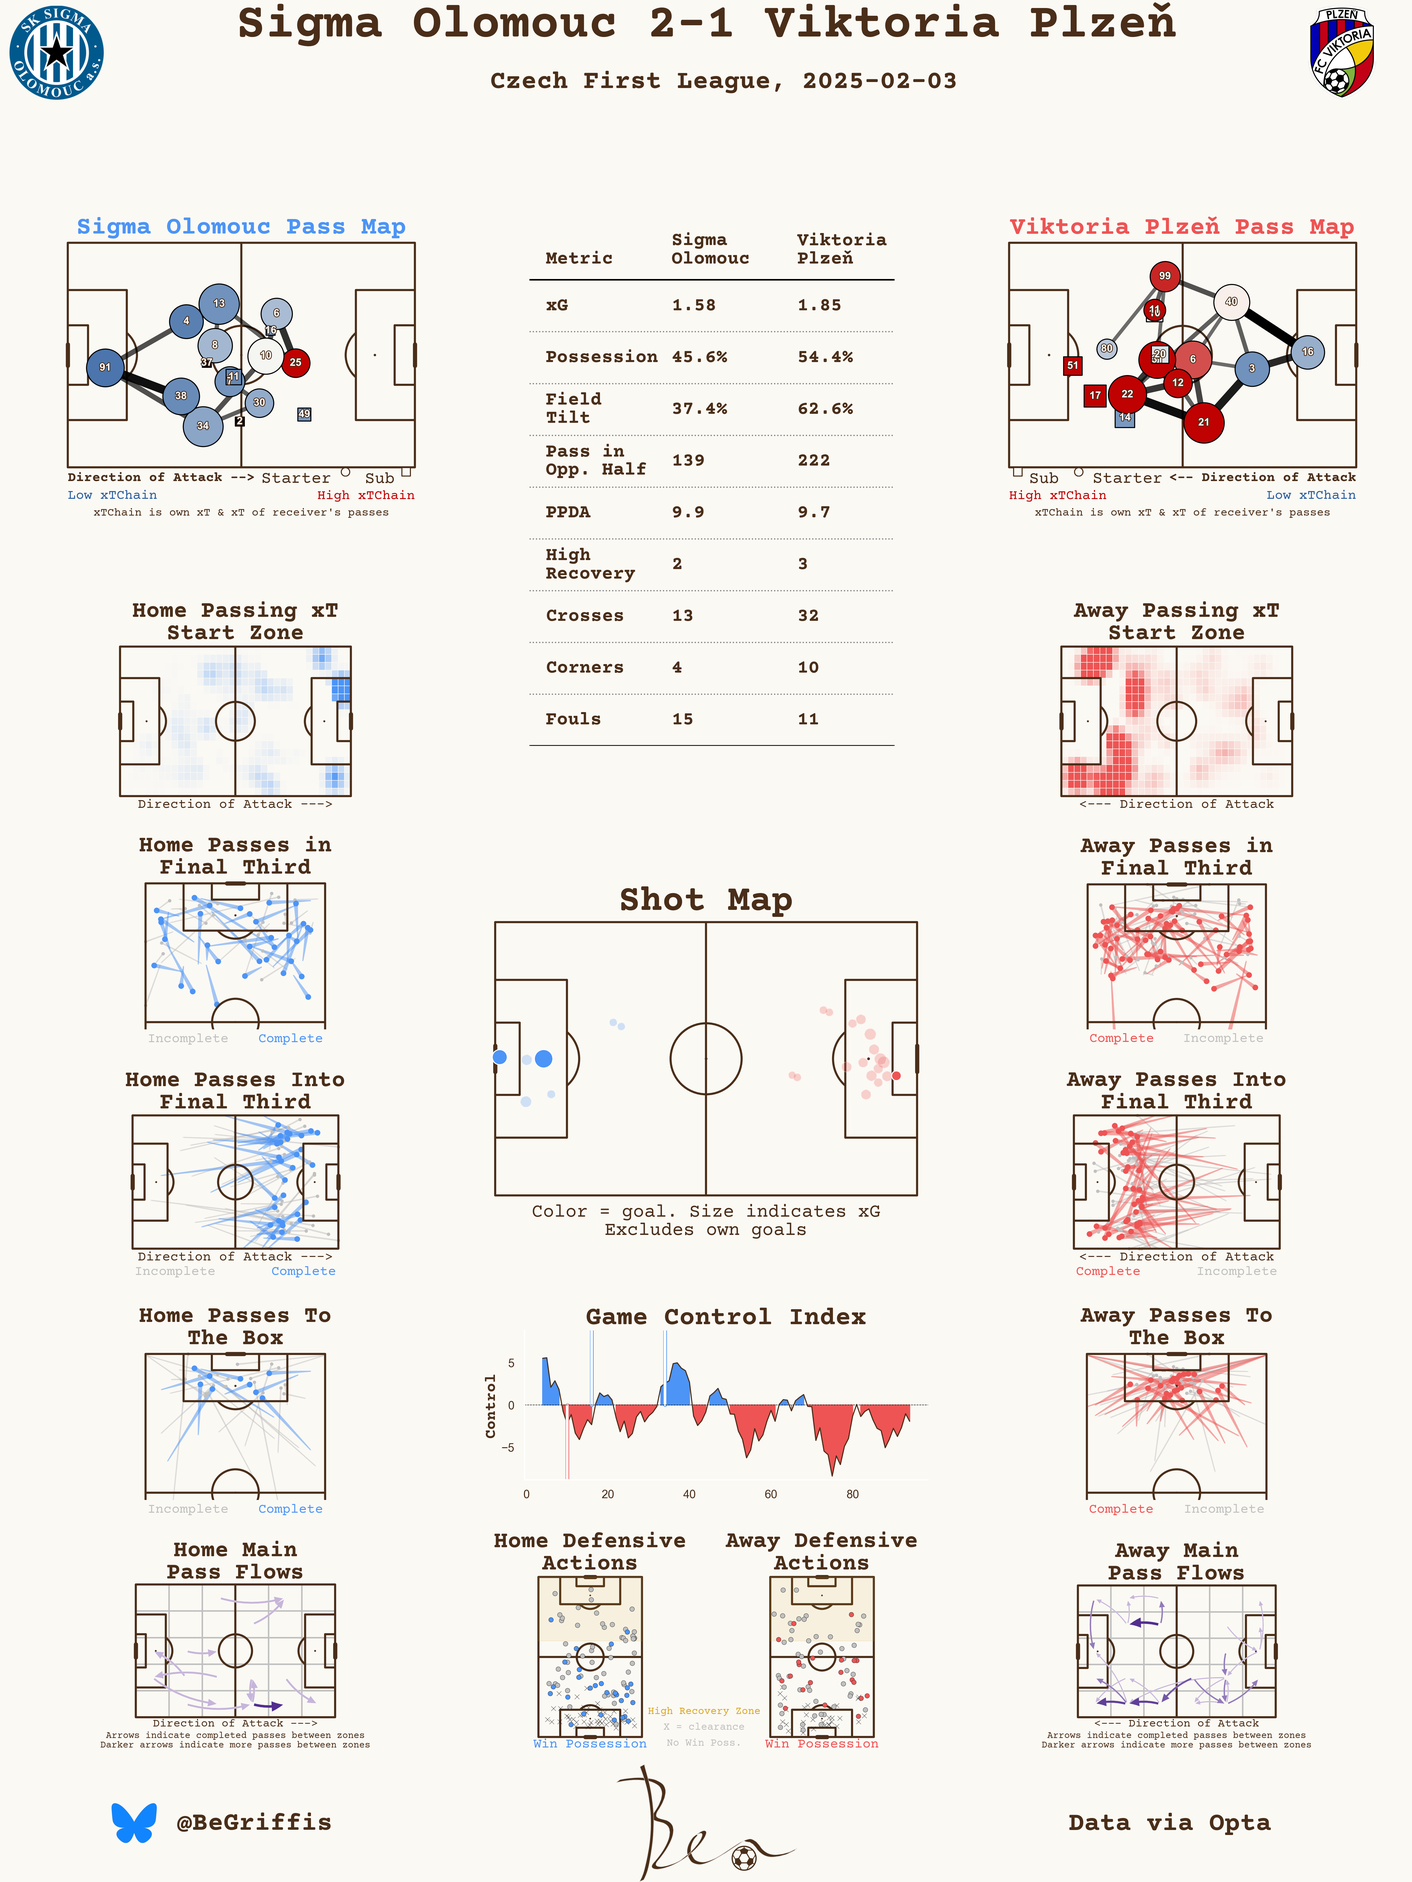 Sigma Olomouc 2-1 Viktoria Plzeň
Czech First League, 2025-02-03
SK SIGMA
OLOMOUC a.s.
PLZEŇ
FC VIKTORIA
Sigma Olomouc Pass Map
13
4
6
16
8
37
10
25
91
11
38
30
34
2
49
Direction of Attack --> Starter Sub
Low xTChain High xTChain
xTChain is own xT & xT of receiver's passes
Metric Sigma Olomouc Viktoria Plzeň
xG 1.58 1.85
Possession 45.6% 54.4%
Field Tilt 37.4% 62.6%
Pass in Opp. Half 139 222
PPDA 9.9 9.7
High Recovery 2 3
Crosses 13 32
Corners 4 10
Fouls 15 11
Viktoria Plzeň Pass Map
99
40
11
80
20
6
16
3
51
12
17
22
14
21
Sub Starter <-- Direction of Attack
High xTChain Low xTChain
xTChain is own xT & xT of receiver's passes
Home Passing xT
Start Zone
Direction of Attack --->
Away Passing xT
Start Zone
<--- Direction of Attack
Home Passes in
Final Third
Incomplete Complete
Away Passes in
Final Third
Complete Incomplete
Shot Map
Color = goal. Size indicates xG
Excludes own goals
Home Passes Into
Final Third
Direction of Attack --->
Incomplete Complete
Away Passes Into
Final Third
<--- Direction of Attack
Complete Incomplete
Home Passes To
The Box
Incomplete Complete
Game Control Index
Control
5
0
−5
0 20 40 60 80
Away Passes To
The Box
Complete Incomplete
Home Main
Pass Flows
Direction of Attack --->
Arrows indicate completed passes between zones
Darker arrows indicate more passes between zones
Home Defensive
Actions
Win Possession
High Recovery Zone
X = clearance
No Win Poss.
Away Defensive
Actions
Win Possession
Away Main
Pass Flows
<--- Direction of Attack
Arrows indicate completed passes between zones
Darker arrows indicate more passes between zones
@BeGriffis
Ben
Data via Opta